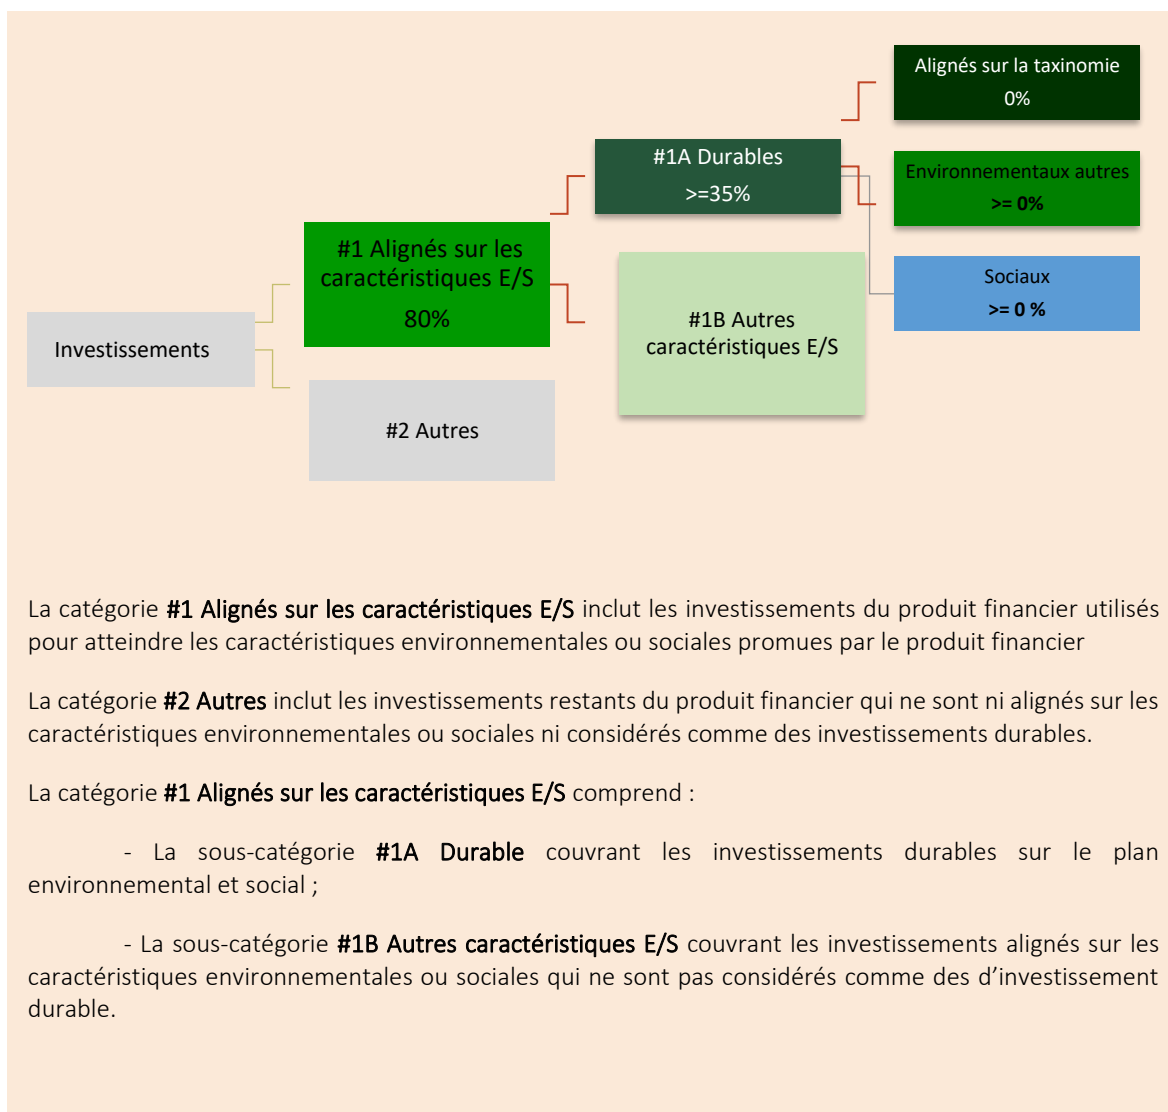 Alignés sur la taxinomie
0%
#1A Durables
>=35%
Environnementaux autres
>= 0%
#1 Alignés sur les
caractéristiques E/S
80%
Sociaux
>= 0 %
#1B Autres
caractéristiques E/S
Investissements
#2 Autres
La catégorie #1 Alignés sur les caractéristiques E/S inclut les investissements du produit financier utilisés
pour atteindre les caractéristiques environnementales ou sociales promues par le produit financier
La catégorie #2 Autres inclut les investissements restants du produit financier qui ne sont ni alignés sur les
caractéristiques environnementales ou sociales ni considérés comme des investissements durables.
La catégorie #1 Alignés sur les caractéristiques E/S comprend :
- La sous-catégorie #1A Durable couvrant les investissements durables sur le plan
environnemental et social ;
- La sous-catégorie #1B Autres caractéristiques E/S couvrant les investissements alignés sur les
caractéristiques environnementales ou sociales qui ne sont pas considérés comme des d’investissement
durable.